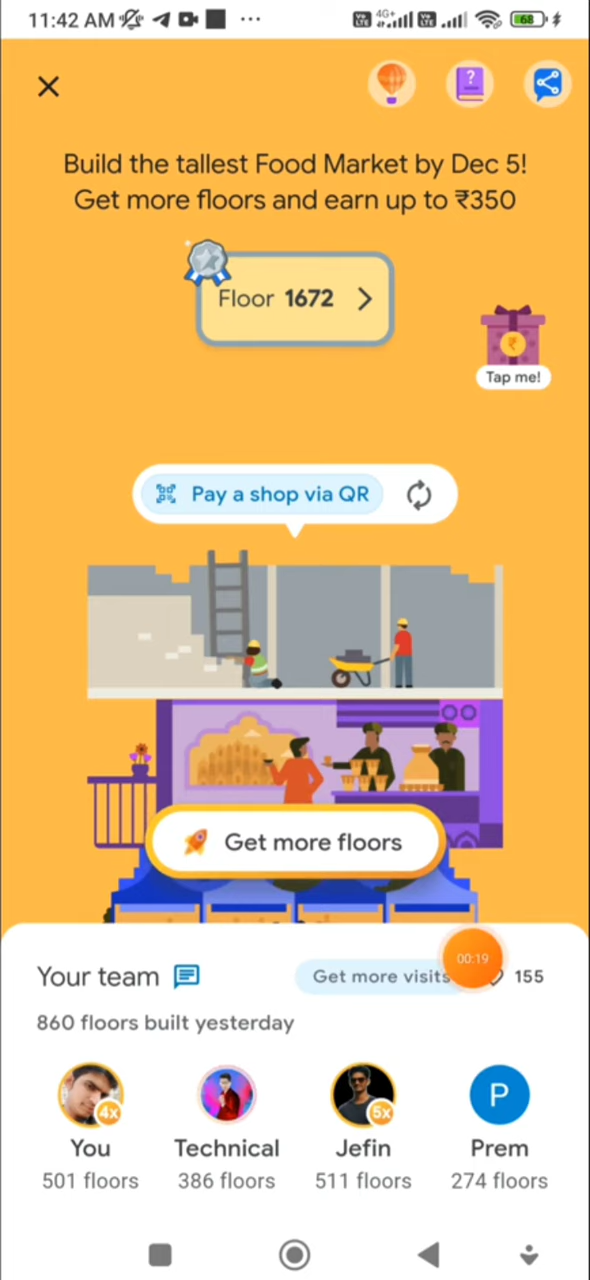 11:42 AM
4G+
68
Build the tallest Food Market by Dec 5!
Get more floors and earn up to ₹350
Floor 1672
₹
Tap me!
Pay a shop via QR
Get more floors
Your team
Get more visits
00:19
155
860 floors built yesterday
4x
5x
P
You
Technical
Jefin
Prem
501 floors
386 floors
511 floors
274 floors